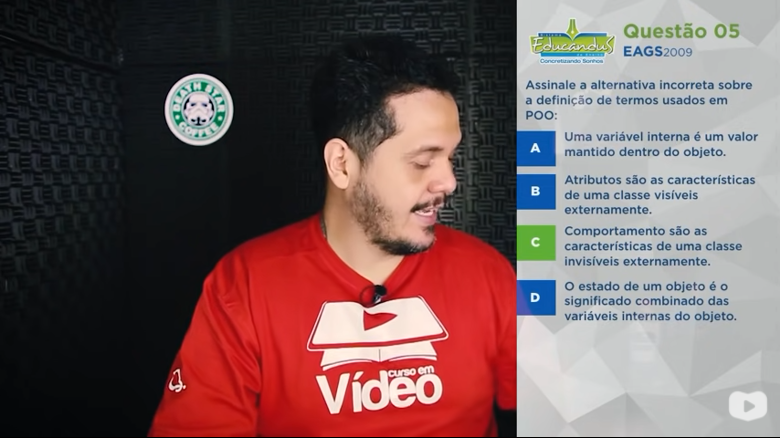 DEATH STAR
COFFEE
curso em
Vídeo
Educandus
Concretizando Sonhos
Questão 05
EAGS2009
Assinale a alternativa incorreta sobre
a definição de termos usados em
POO:
A
Uma variável interna é um valor
mantido dentro do objeto.
B
Atributos são as características
de uma classe visíveis
externamente.
C
Comportamento são as
características de uma classe
invisíveis externamente.
D
O estado de um objeto é o
significado combinado das
variáveis internas do objeto.